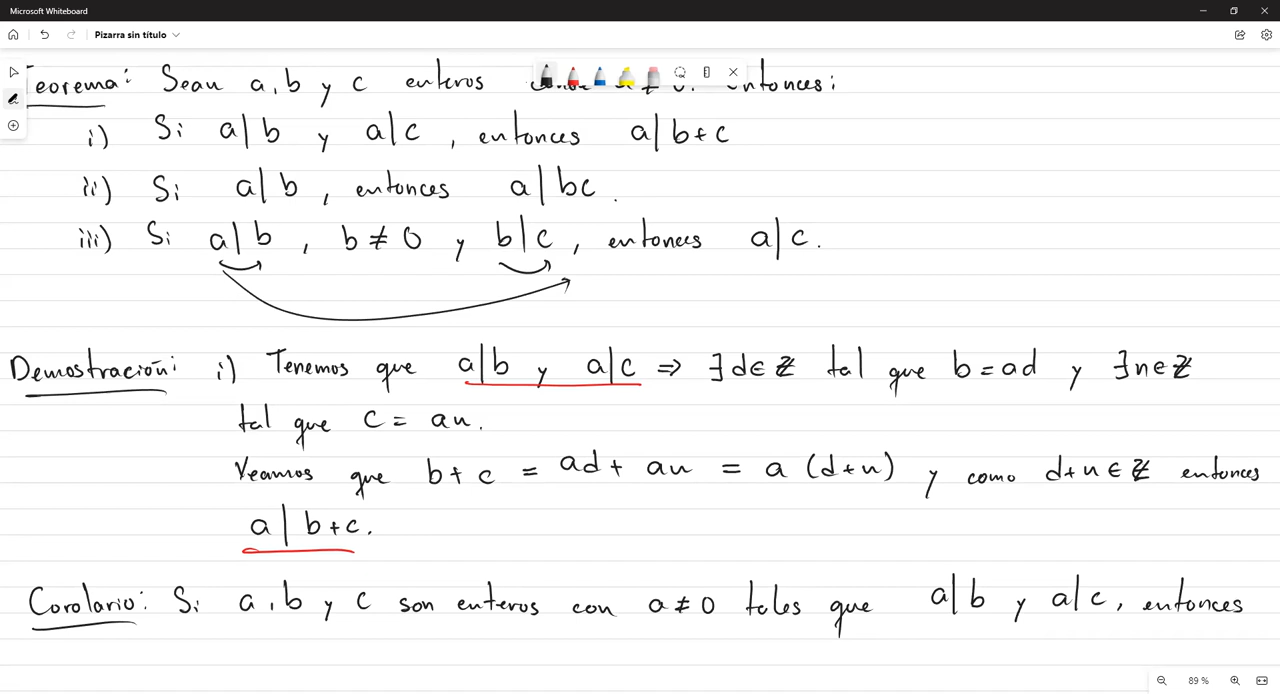 Microsoft Whiteboard
Pizarra sin título
Teorema: Sean a, b y c enteros entonces:
i) Si a|b y a|c, entonces a|b+c
ii) Si a|b, entonces a|bc.
iii) Si a|b, b≠0 y b|c, entonces a|c.
Demostración: i) Tenemos que a|b y a|c ⇒ ∃d∈ℤ tal que b=ad y ∃n∈ℤ
tal que c = an.
Veamos que b+c = ad+an = a(d+n) y como d+n∈ℤ entonces
a|b+c.
Corolario: Si a, b y c son enteros con a≠0 tales que a|b y a|c, entonces
89 %